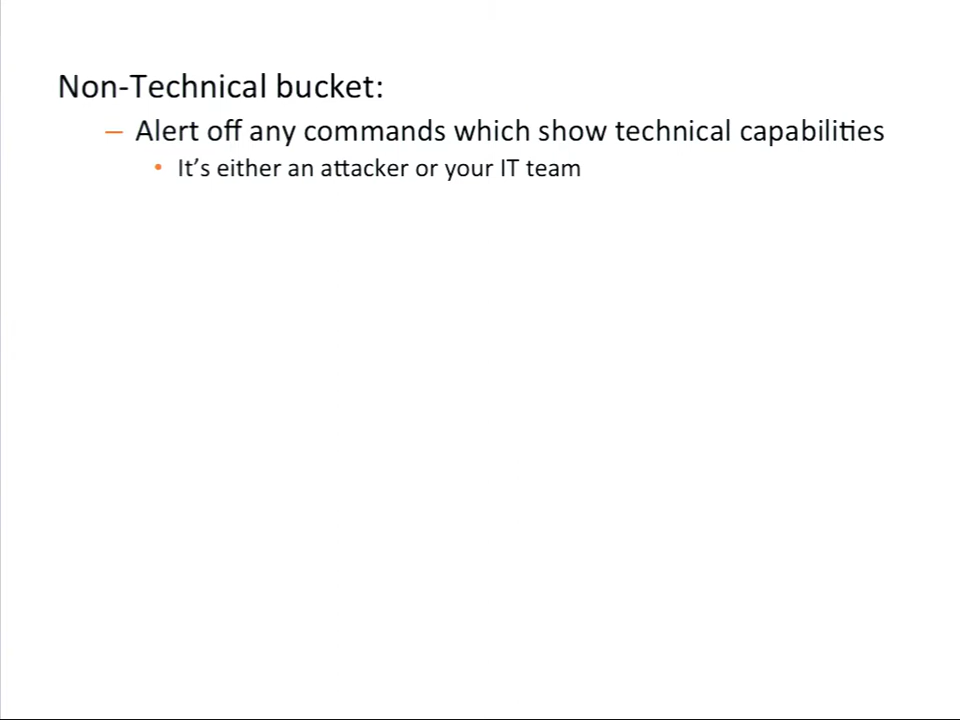 Non-Technical bucket:
– Alert off any commands which show technical capabilities
• It's either an attacker or your IT team